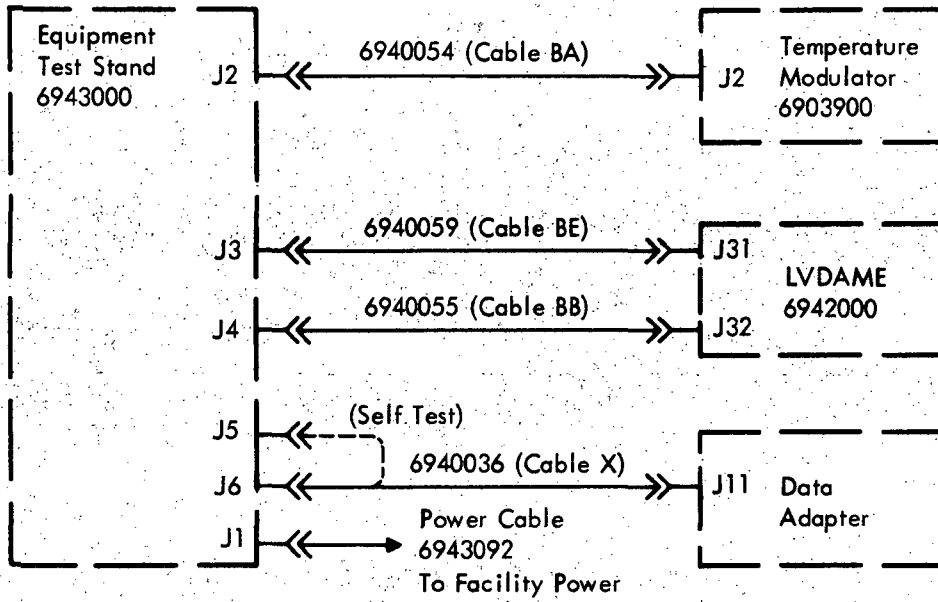 Equipment
Test Stand
6943000
J2
6940054 (Cable BA)
J2
Temperature
Modulator
6903900
J3
6940059 (Cable BE)
J31
LVDAME
6942000
J4
6940055 (Cable BB)
J32
J5
(Self Test)
J6
6940036 (Cable X)
J11
Data
Adapter
J1
Power Cable
6943092
To Facility Power